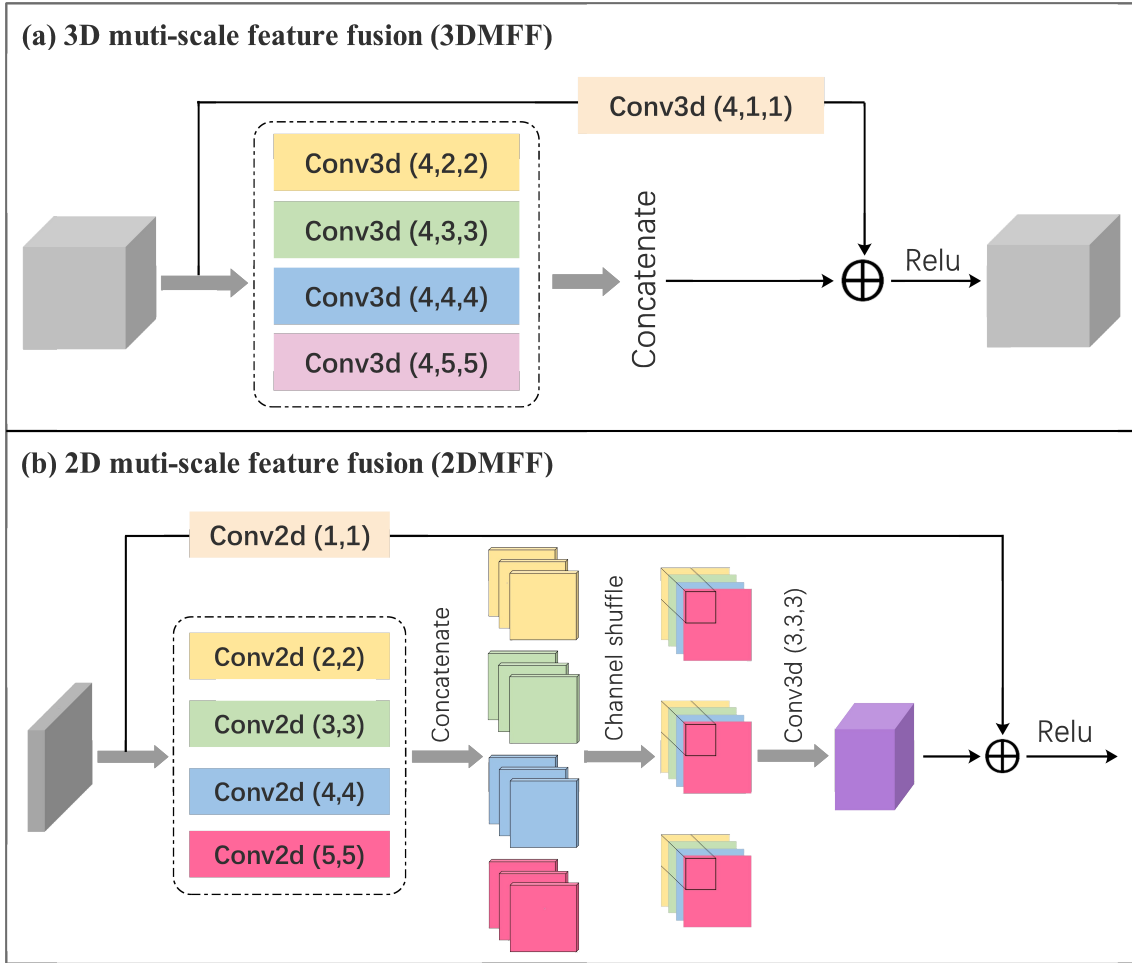 (a) 3D muti-scale feature fusion (3DMFF)
Conv3d (4,1,1)
Conv3d (4,2,2)
Conv3d (4,3,3)
Conv3d (4,4,4)
Conv3d (4,5,5)
Concatenate
Relu
(b) 2D muti-scale feature fusion (2DMFF)
Conv2d (1,1)
Conv2d (2,2)
Conv2d (3,3)
Conv2d (4,4)
Conv2d (5,5)
Concatenate
Channel shuffle
Conv3d (3,3,3)
Relu